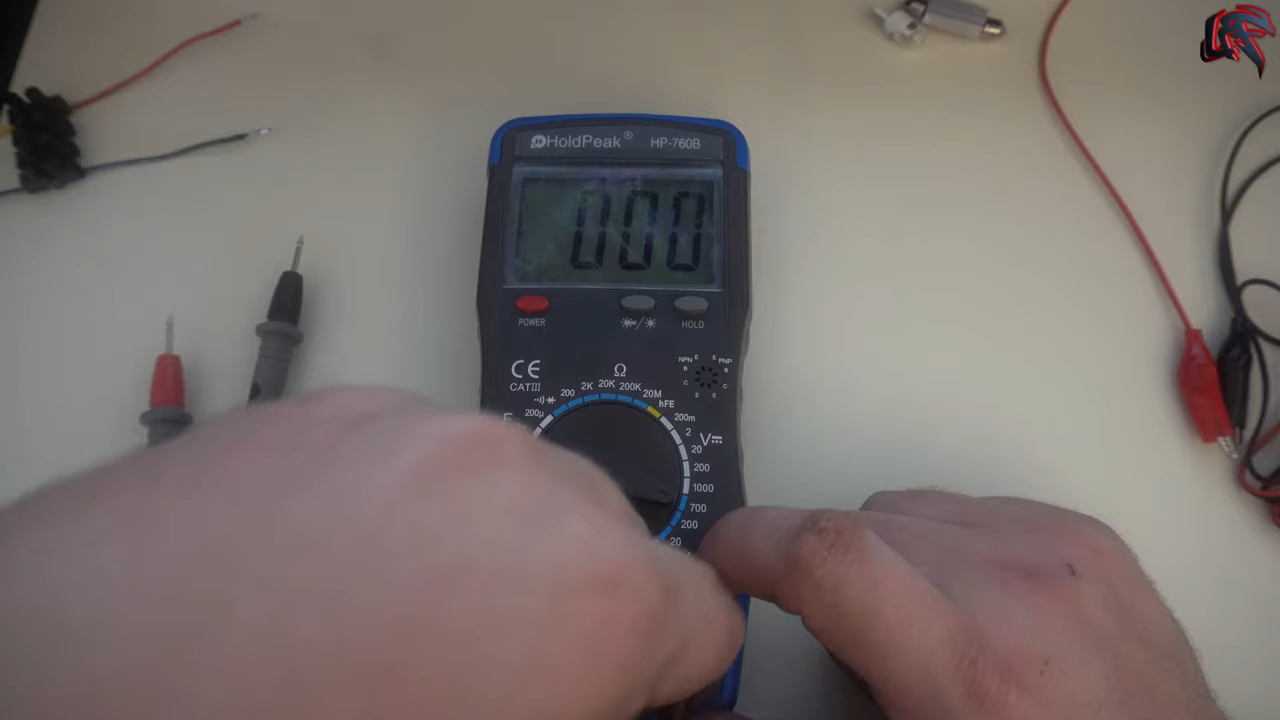 HoldPeak® HP-760B
000
POWER
HOLD
NPN E E PNP
B B
C C
E E
CE
CATIII
Ω
200 2K 20K 200K 20M
hFE
200µ
F
200m
2
20
V
200
1000
700
200
20